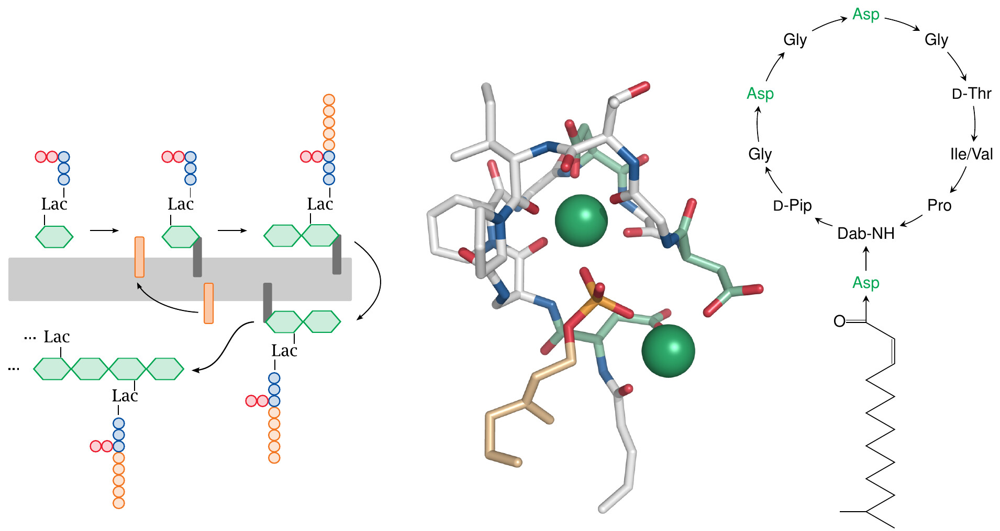 Lac
Lac
Lac
... Lac
...
Lac
Lac
Asp
Gly
Gly
Asp
D-Thr
Gly
Ile/Val
D-Pip
Pro
Dab-NH
Asp
O